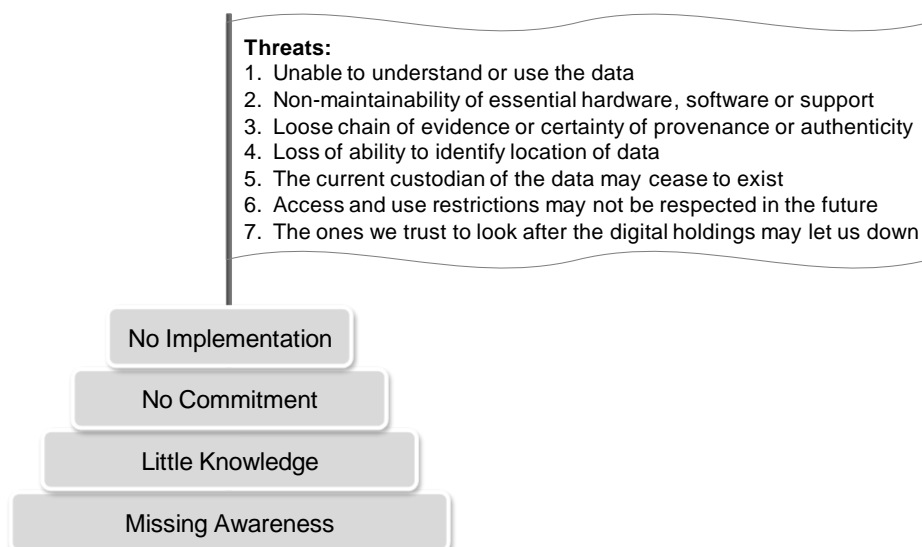 Threats:
1. Unable to understand or use the data
2. Non-maintainability of essential hardware, software or support
3. Loose chain of evidence or certainty of provenance or authenticity
4. Loss of ability to identify location of data
5. The current custodian of the data may cease to exist
6. Access and use restrictions may not be respected in the future
7. The ones we trust to look after the digital holdings may let us down
No Implementation
No Commitment
Little Knowledge
Missing Awareness